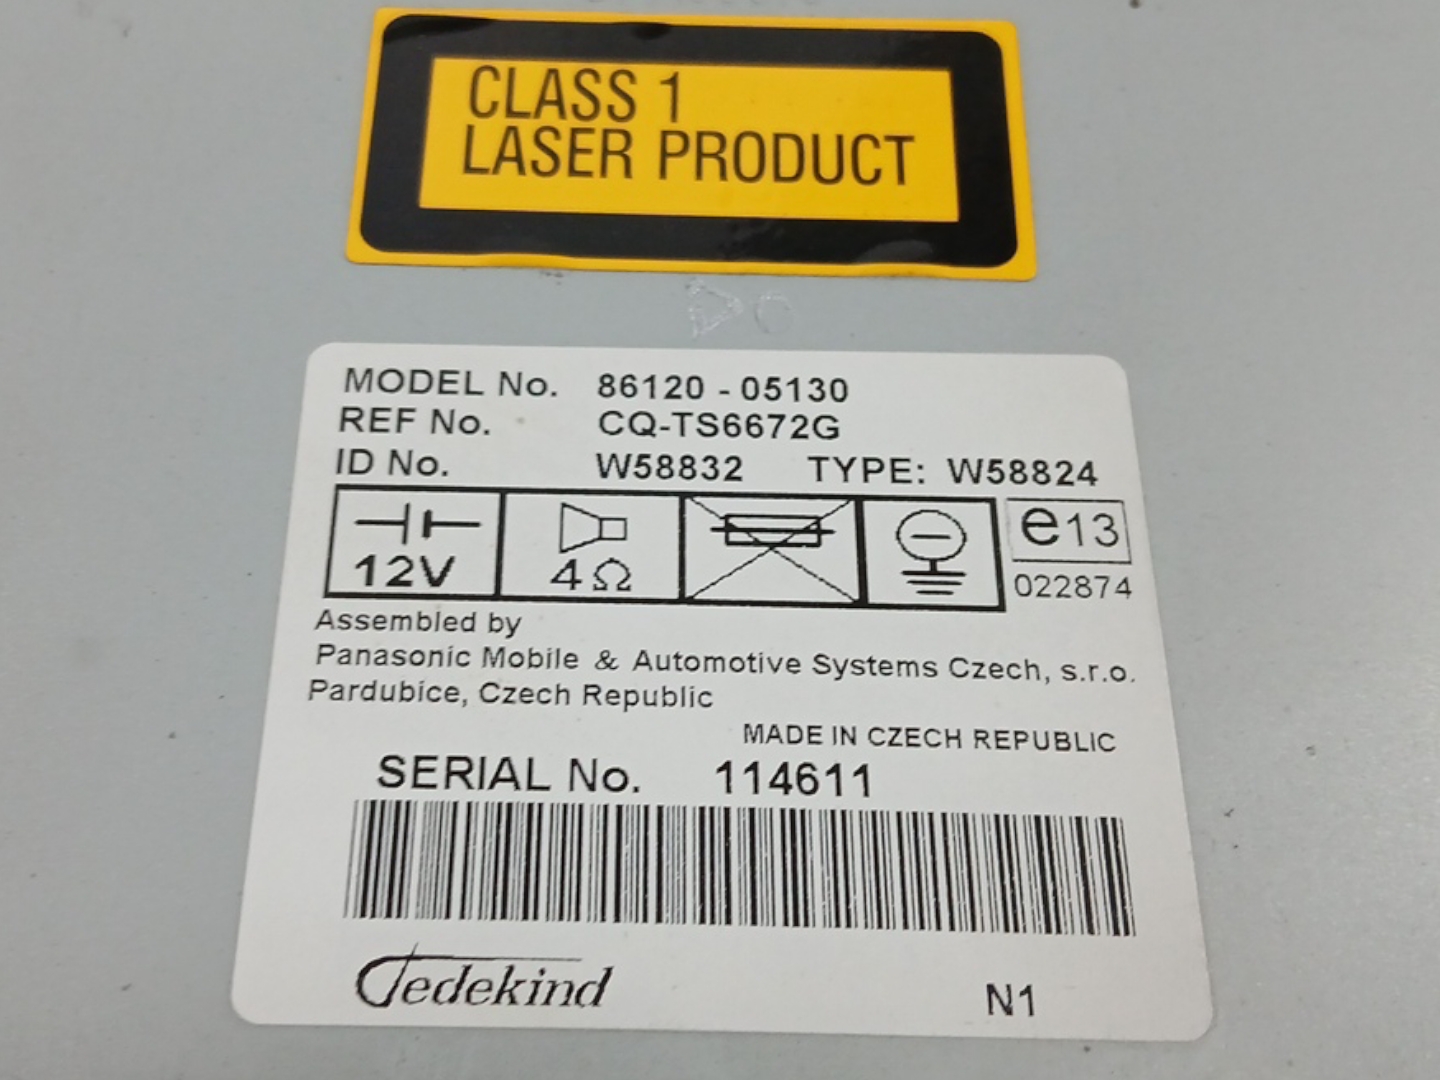 CLASS 1
LASER PRODUCT
MODEL No. 86120 - 05130
REF No. CQ-TS6672G
ID No. W58832 TYPE: W58824
12V 4Ω e13
022874
Assembled by
Panasonic Mobile & Automotive Systems Czech, s.r.o.
Pardubice, Czech Republic
MADE IN CZECH REPUBLIC
SERIAL No. 114611
Tedekind
N1